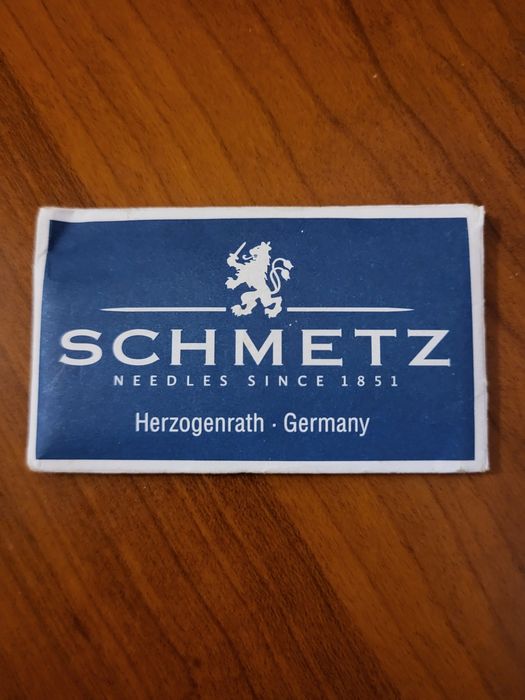 SCHMETZ
NEEDLES SINCE 1851
Herzogenrath · Germany